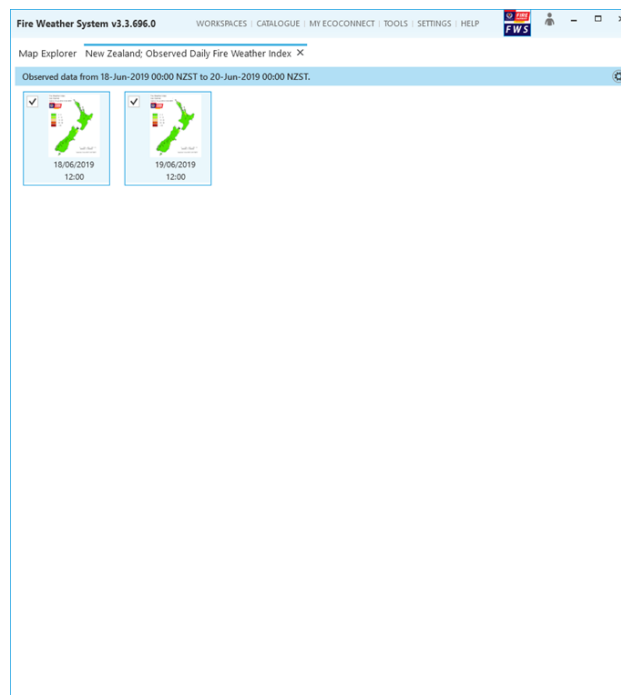 Fire Weather System v3.3.696.0
WORKSPACES | CATALOGUE | MY ECOCONNECT | TOOLS | SETTINGS | HELP
FIRE
FWS
Map Explorer
New Zealand; Observed Daily Fire Weather Index ×
Observed data from 18-Jun-2019 00:00 NZST to 20-Jun-2019 00:00 NZST.
18/06/2019
12:00
19/06/2019
12:00